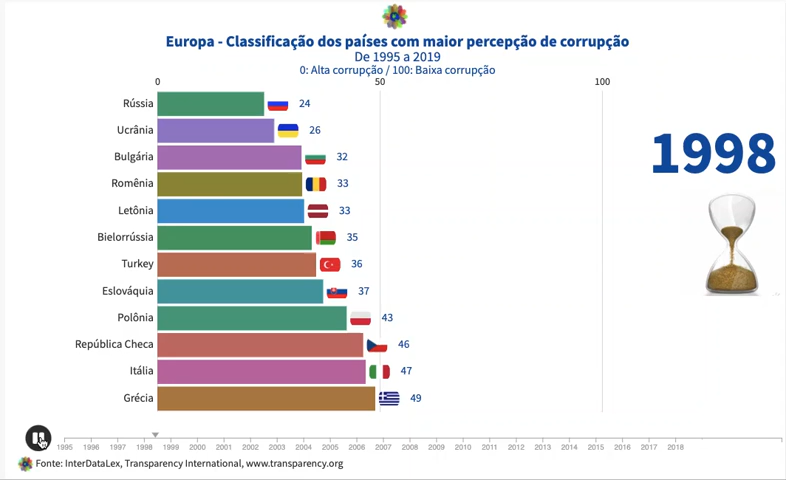 Europa - Classificação dos países com maior percepção de corrupção
De 1995 a 2019
0: Alta corrupção / 100: Baixa corrupção
0 50 100
Rússia 24
Ucrânia 26
Bulgária 32
Romênia 33
Letônia 33
Bielorrússia 35
Turkey 36
Eslováquia 37
Polônia 43
República Checa 46
Itália 47
Grécia 49
1998
1995 1996 1997 1998 1999 2000 2001 2002 2003 2004 2005 2006 2007 2008 2009 2010 2011 2012 2013 2014 2015 2016 2017 2018
Fonte: InterDataLex, Transparency International, www.transparency.org